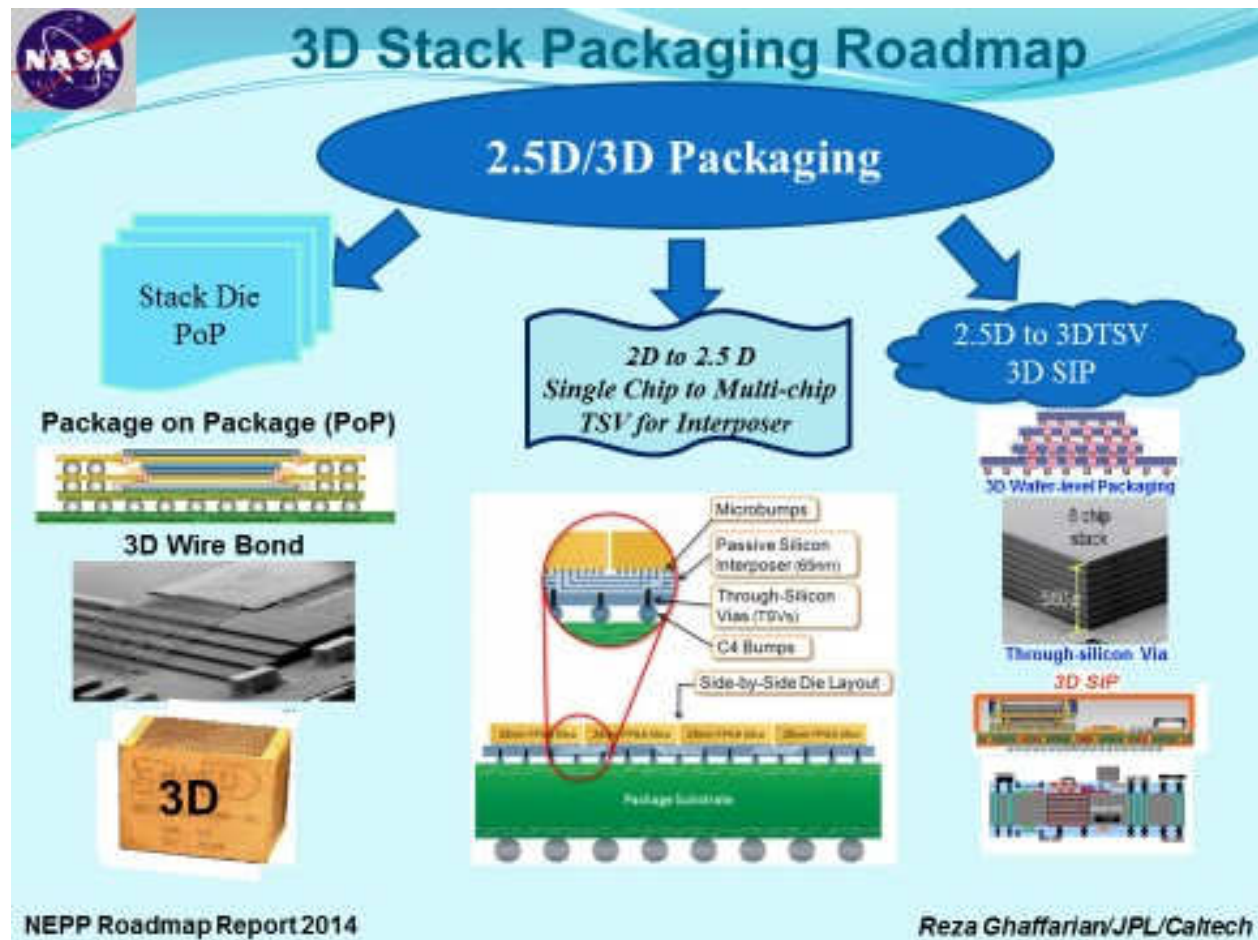 NASA
3D Stack Packaging Roadmap
2.5D/3D Packaging
Stack Die
PoP
2D to 2.5 D
Single Chip to Multi-chip
TSV for Interposer
2.5D to 3DTSV
3D SIP
Package on Package (PoP)
3D Wire Bond
3D
Microbumps
Passive Silicon
Interposer (65nm)
Through-Silicon
Vias (TSVs)
C4 Bumps
Side-by-Side Die Layout
Package Substrate
3D Wafer-level Packaging
8 chip
stack
Through-silicon Via
3D SiP
NEPP Roadmap Report 2014
Reza Ghaffarian/JPL/Caltech